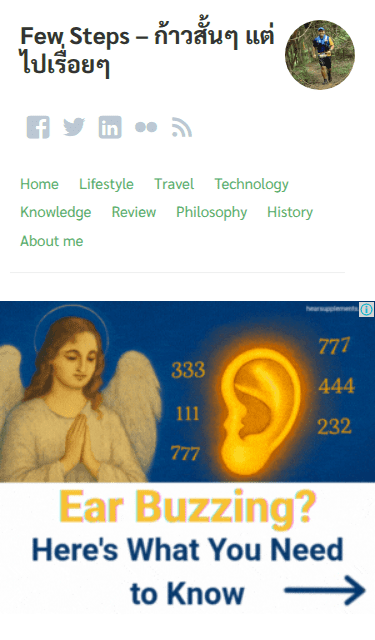 Few Steps – ก้าวสั้นๆ แต่
ไปเรื่อยๆ
Home Lifestyle Travel Technology
Knowledge Review Philosophy History
About me
hearsupplements.
333
111
777
777
444
232
Ear Buzzing?
Here's What You Need
to Know